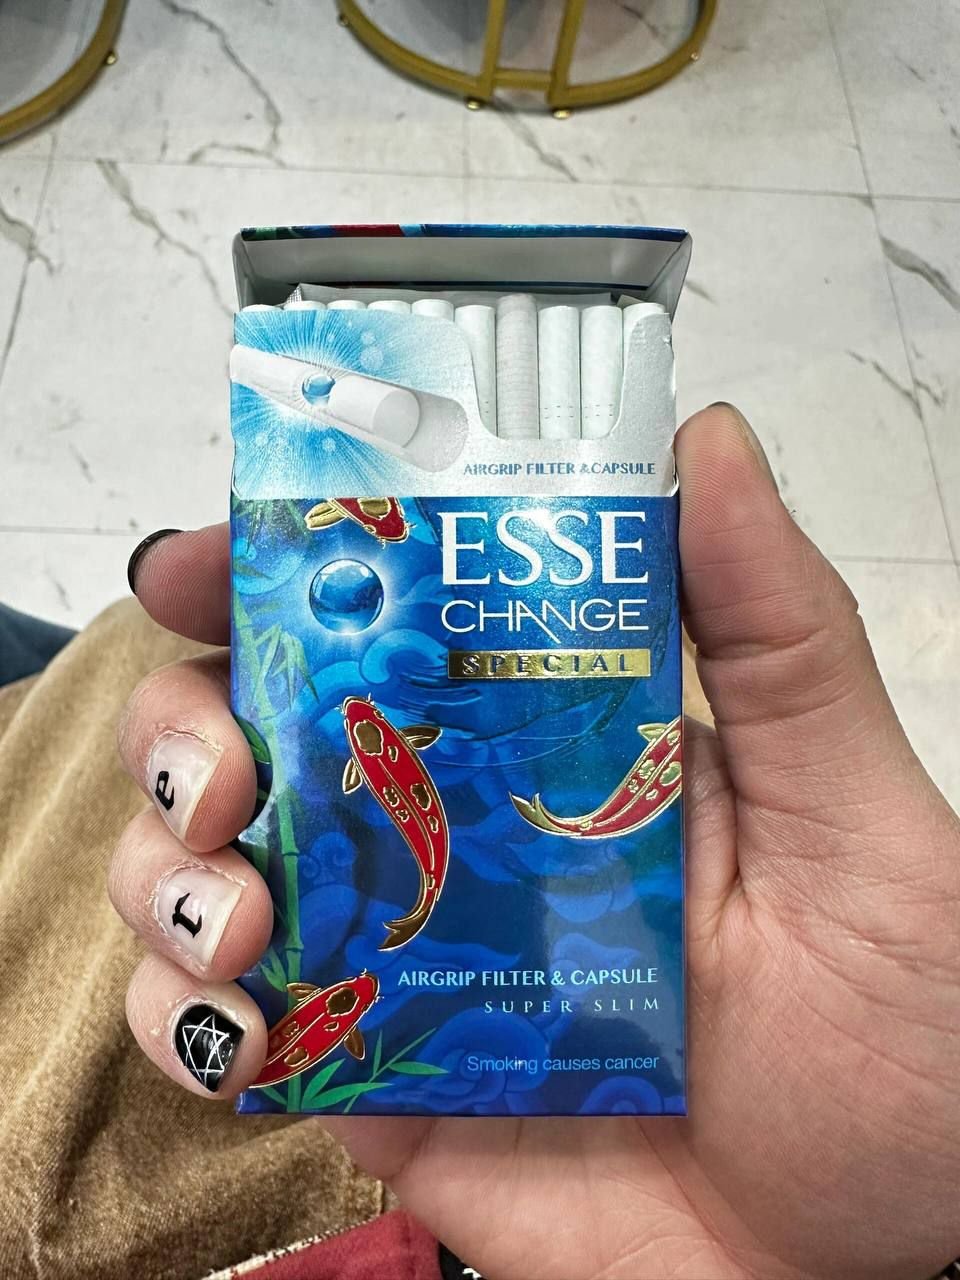 AIRGRIP FILTER & CAPSULE
ESSE
CHANGE
SPECIAL
e
r
AIRGRIP FILTER & CAPSULE
SUPER SLIM
Smoking causes cancer